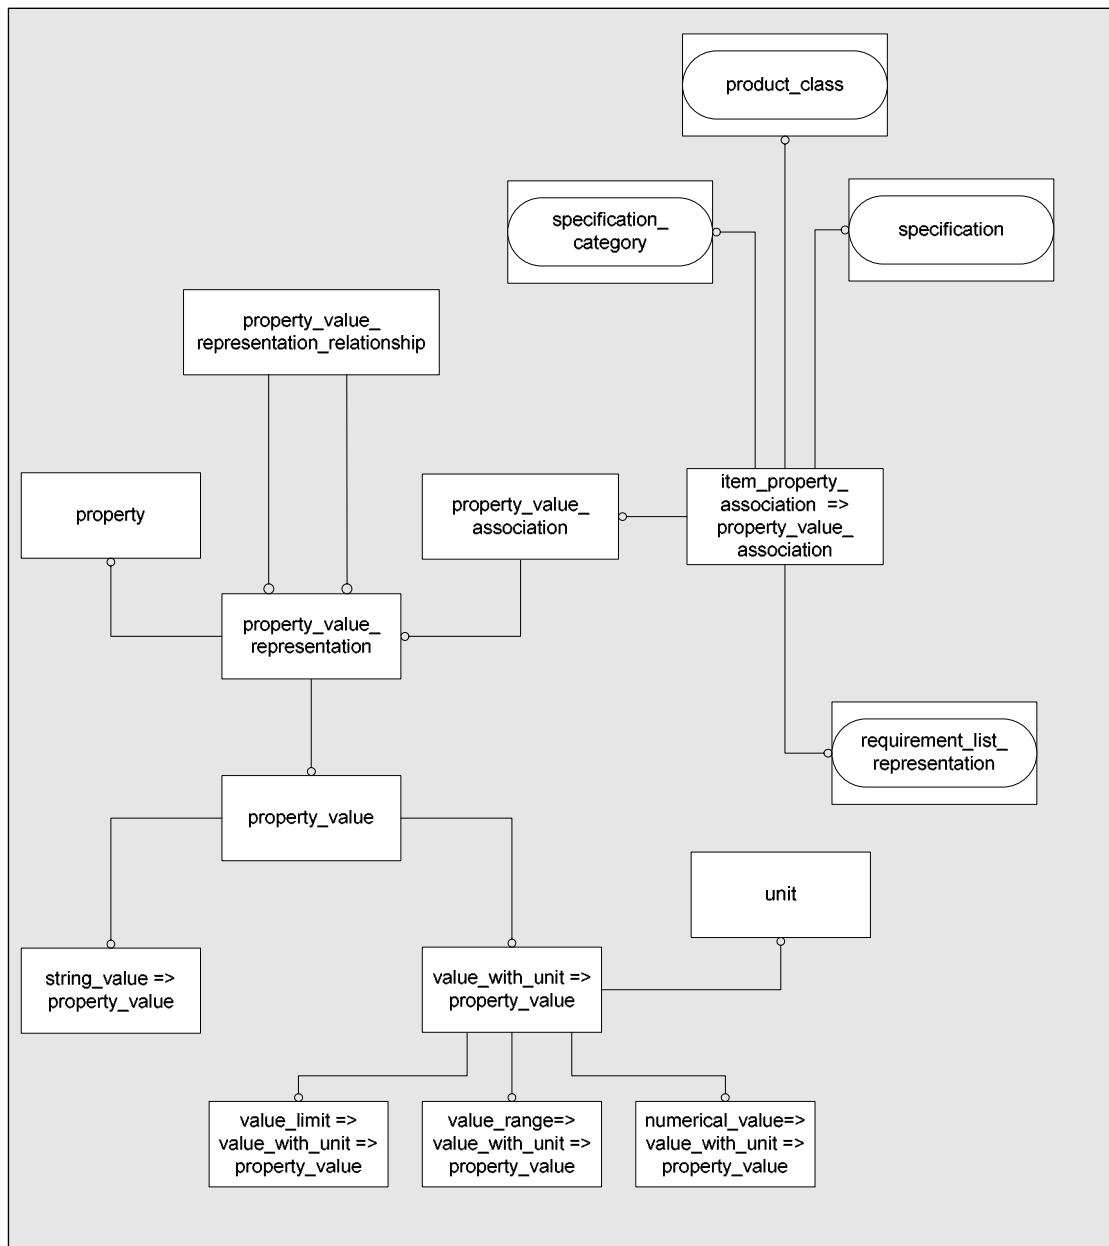 product_class
specification_
category
specification
property_value_
representation_relationship
property
property_value_
association
item_property_
association =>
property_value_
association
property_value_
representation
requirement_list_
representation
property_value
unit
string_value =>
property_value
value_with_unit =>
property_value
value_limit =>
value_with_unit =>
property_value
value_range=>
value_with_unit =>
property_value
numerical_value=>
value_with_unit =>
property_value